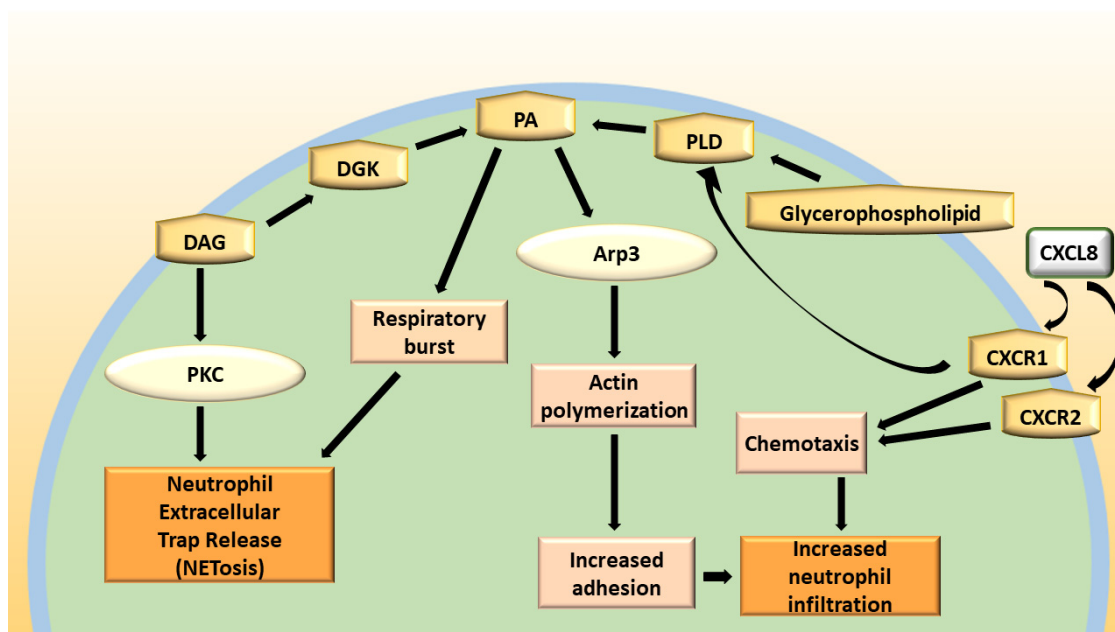 PA
PLD
DGK
Glycerophospholipid
DAG
CXCL8
Arp3
Respiratory
burst
CXCR1
PKC
Actin
polymerization
CXCR2
Chemotaxis
Neutrophil
Extracellular
Trap Release
(NETosis)
Increased
adhesion
Increased
neutrophil
infiltration